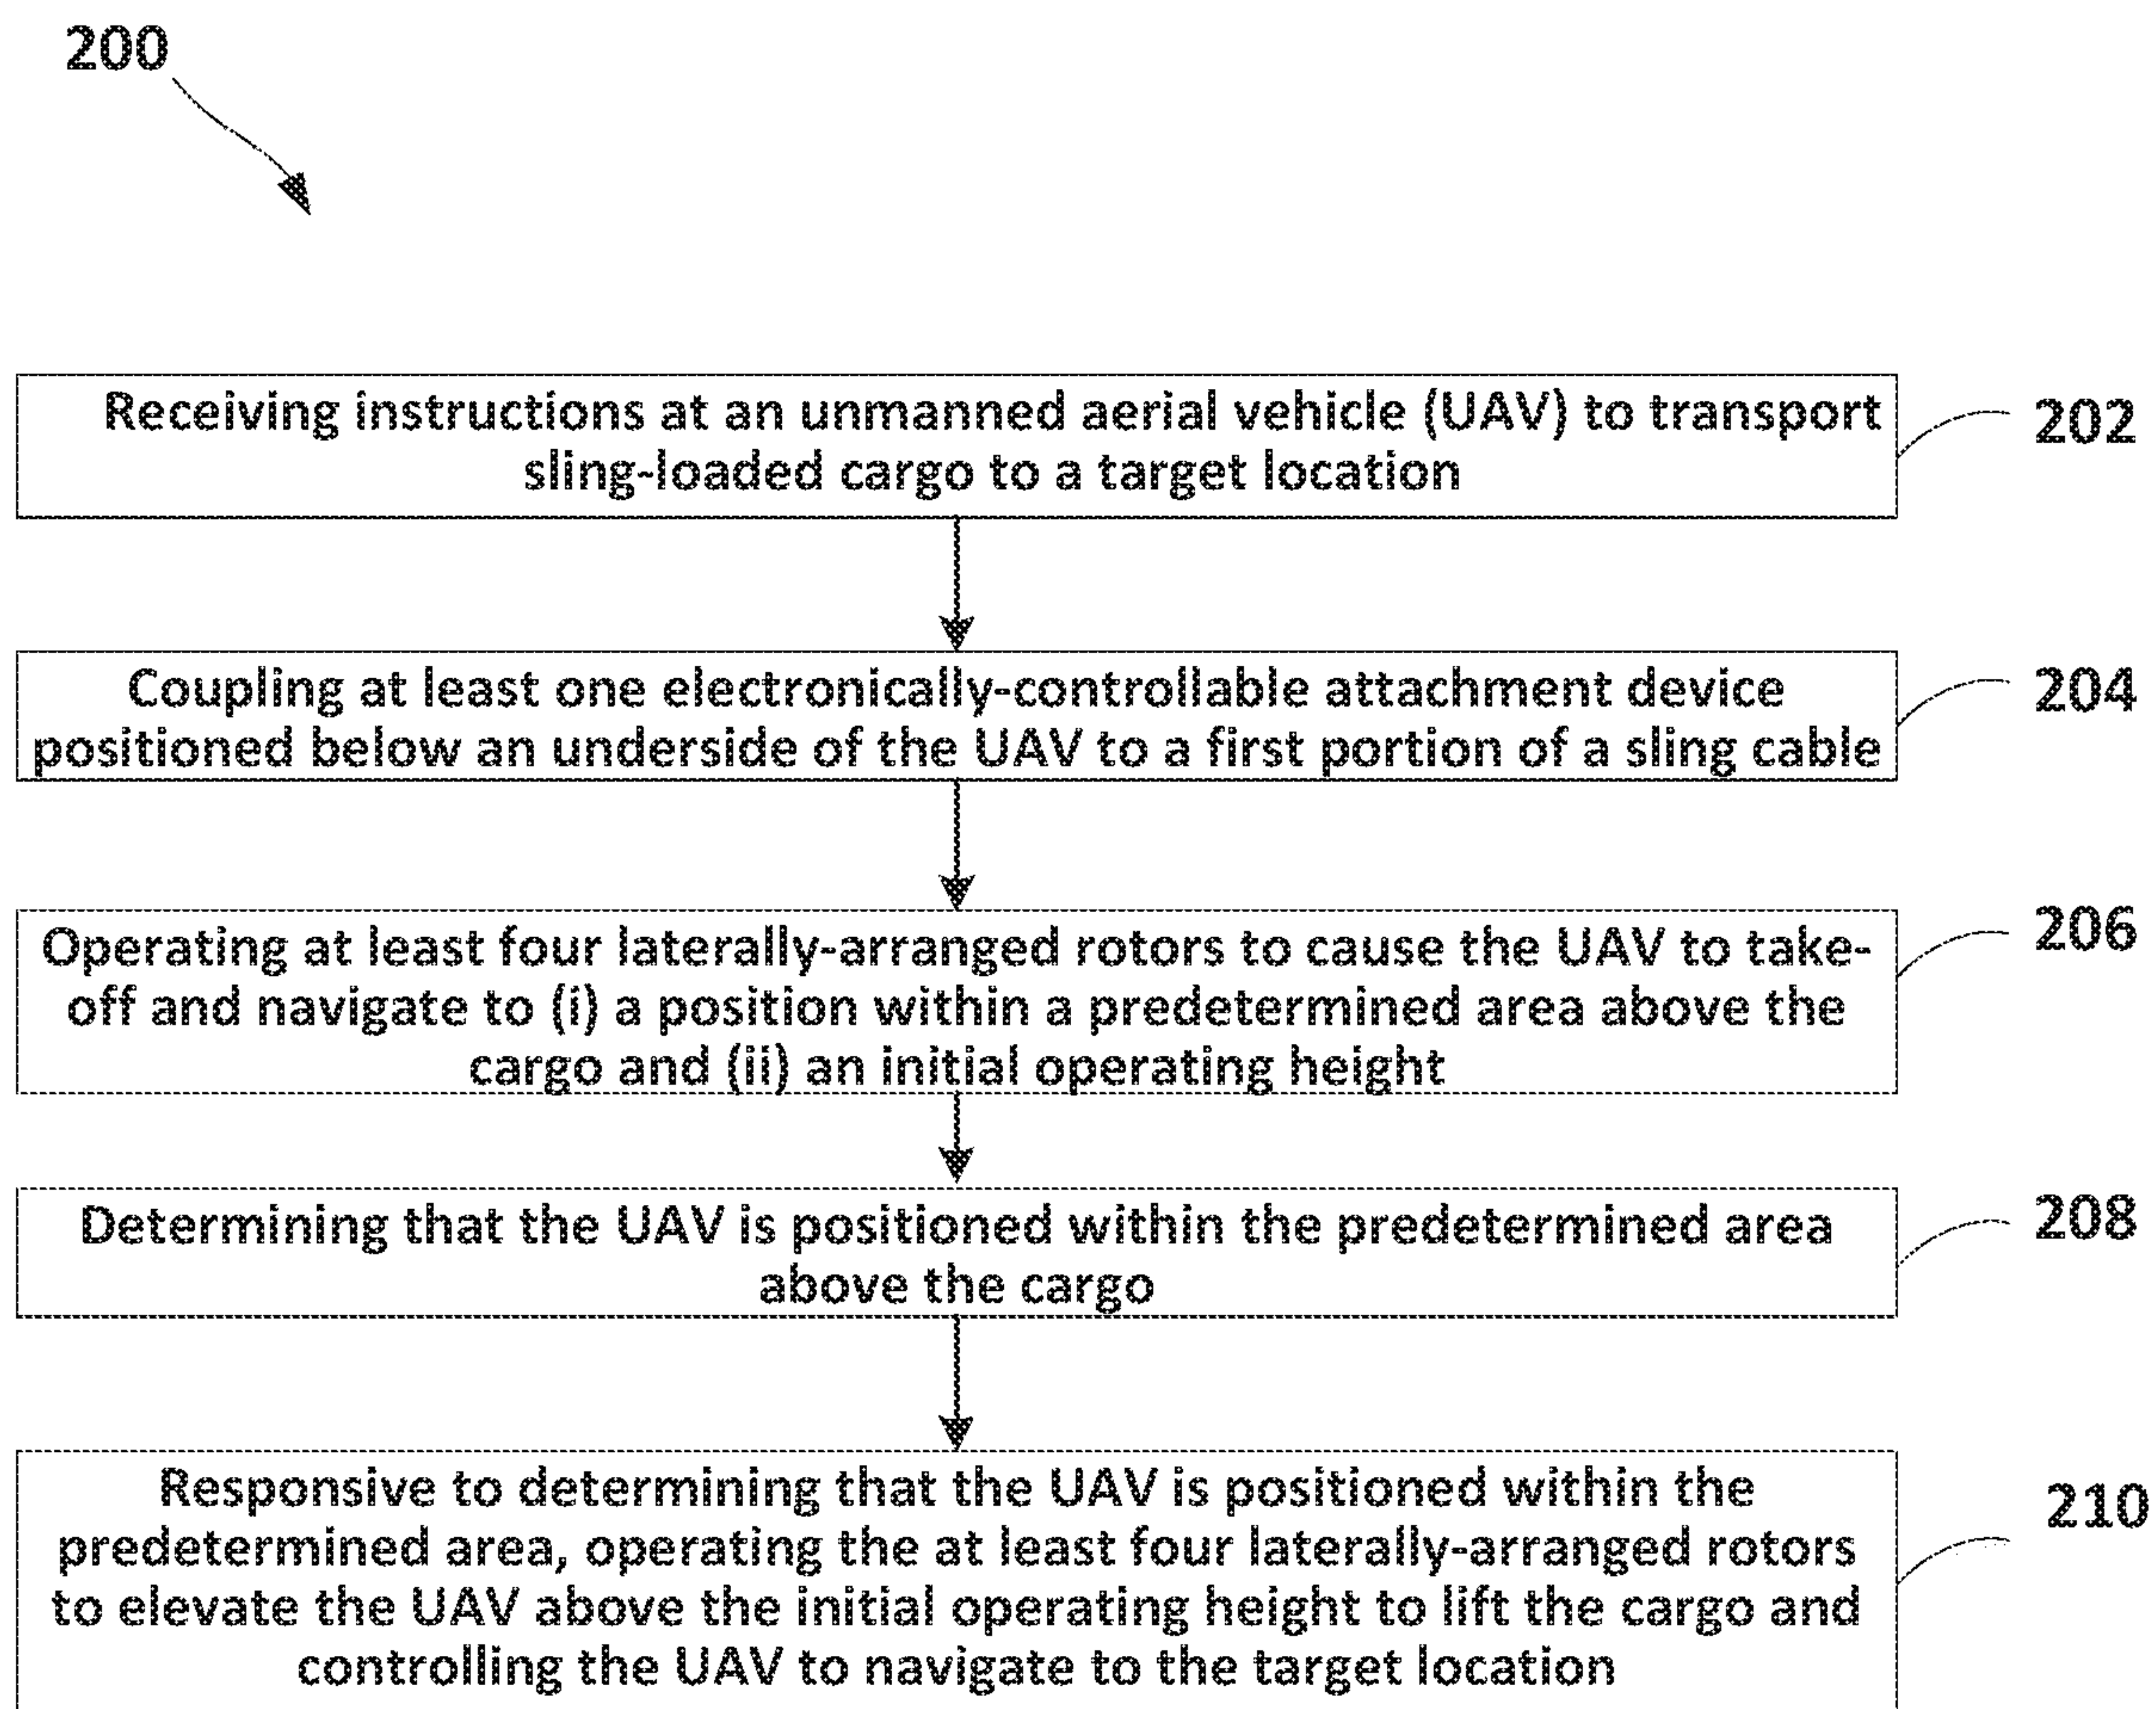 200
Receiving instructions at an unmanned aerial vehicle (UAV) to transport
sling-loaded cargo to a target location
202
Coupling at least one electronically-controllable attachment device
positioned below an underside of the UAV to a first portion of a sling cable
204
Operating at least four laterally-arranged rotors to cause the UAV to take-
off and navigate to (i) a position within a predetermined area above the
cargo and (ii) an initial operating height
206
Determining that the UAV is positioned within the predetermined area
above the cargo
208
Responsive to determining that the UAV is positioned within the
predetermined area, operating the at least four laterally-arranged rotors
to elevate the UAV above the initial operating height to lift the cargo and
controlling the UAV to navigate to the target location
210